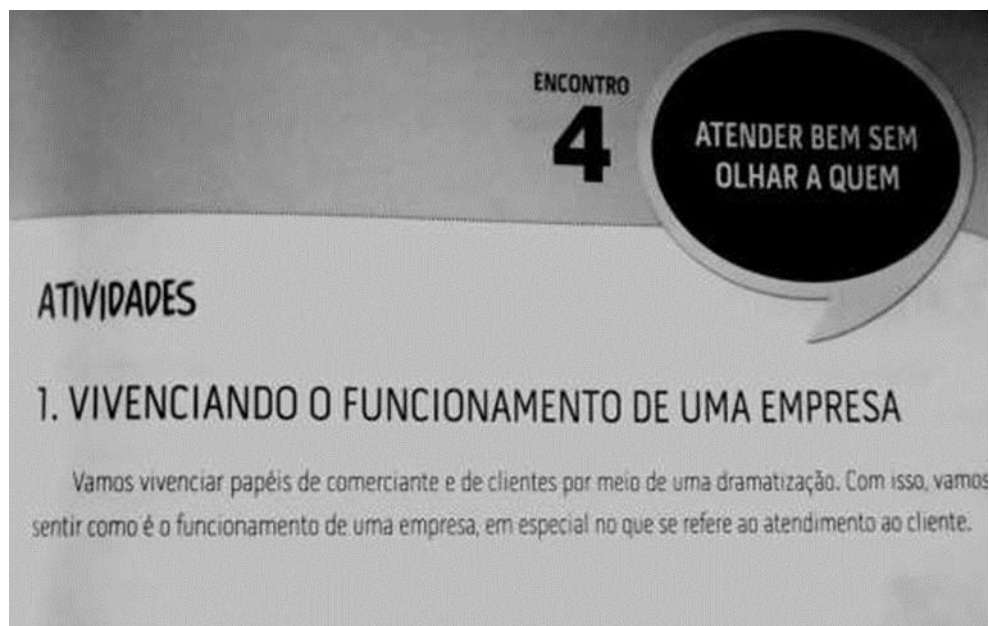 ENCONTRO
4
ATENDER BEM SEM
OLHAR A QUEM
ATIVIDADES
1. VIVENCIANDO O FUNCIONAMENTO DE UMA EMPRESA
Vamos vivenciar papéis de comerciante e de clientes por meio de uma dramatização. Com isso, vamos
sentir como é o funcionamento de uma empresa, em especial no que se refere ao atendimento ao cliente.